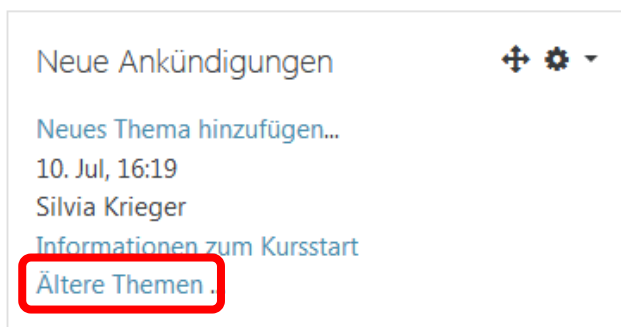 Neue Ankündigungen
Neues Thema hinzufügen...
10. Jul, 16:19
Silvia Krieger
Informationen zum Kursstart
Ältere Themen ..